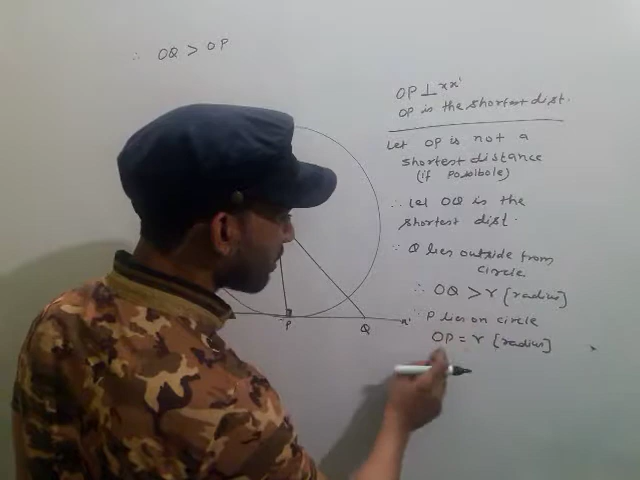 ∴ OQ > OP
OP ⊥ xx'
OP is the shortest dist.
Let OP is not a
shortest distance
(if possibole)
∴ Let OQ is the
shortest dist.
∵ Q lies outside from
circle
∴ OQ > r [radius]
∵ P lies on circle
OP = r [radius]
P
Q
x'